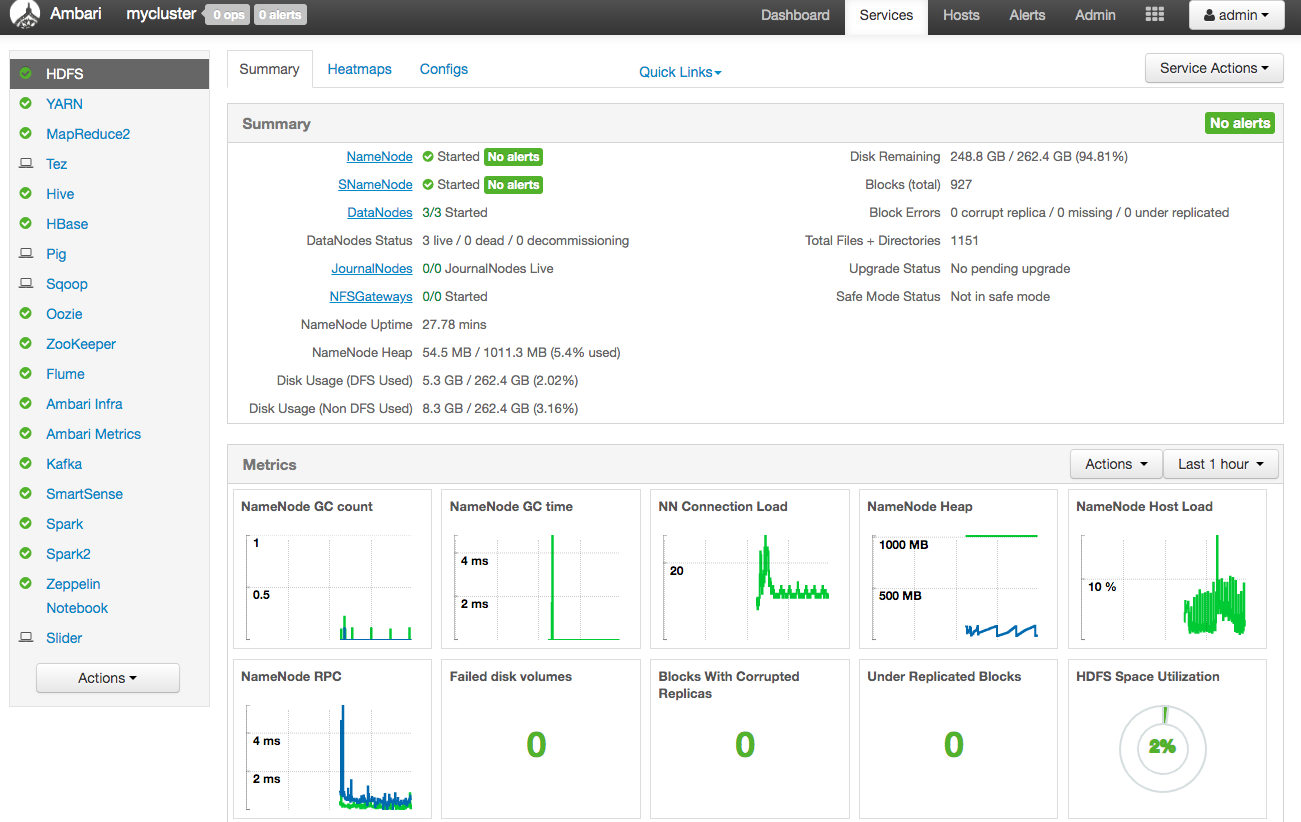 Ambari mycluster 0 ops 0 alerts Dashboard Services Hosts Alerts Admin admin
HDFS
YARN
MapReduce2
Tez
Hive
HBase
Pig
Sqoop
Oozie
ZooKeeper
Flume
Ambari Infra
Ambari Metrics
Kafka
SmartSense
Spark
Spark2
Zeppelin
Notebook
Slider
Actions
Summary Heatmaps Configs Quick Links Service Actions
Summary No alerts
NameNode Started No alerts
SNameNode Started No alerts
DataNodes 3/3 Started
DataNodes Status 3 live / 0 dead / 0 decommissioning
JournalNodes 0/0 JournalNodes Live
NFSGateways 0/0 Started
NameNode Uptime 27.78 mins
NameNode Heap 54.5 MB / 1011.3 MB (5.4% used)
Disk Usage (DFS Used) 5.3 GB / 262.4 GB (2.02%)
Disk Usage (Non DFS Used) 8.3 GB / 262.4 GB (3.16%)
Disk Remaining 248.8 GB / 262.4 GB (94.81%)
Blocks (total) 927
Block Errors 0 corrupt replica / 0 missing / 0 under replicated
Total Files + Directories 1151
Upgrade Status No pending upgrade
Safe Mode Status Not in safe mode
Metrics Actions Last 1 hour
NameNode GC count
1
0.5
NameNode GC time
4 ms
2 ms
NN Connection Load
20
NameNode Heap
1000 MB
500 MB
NameNode Host Load
10 %
NameNode RPC
4 ms
2 ms
Failed disk volumes
0
Blocks With Corrupted
Replicas
0
Under Replicated Blocks
0
HDFS Space Utilization
2%